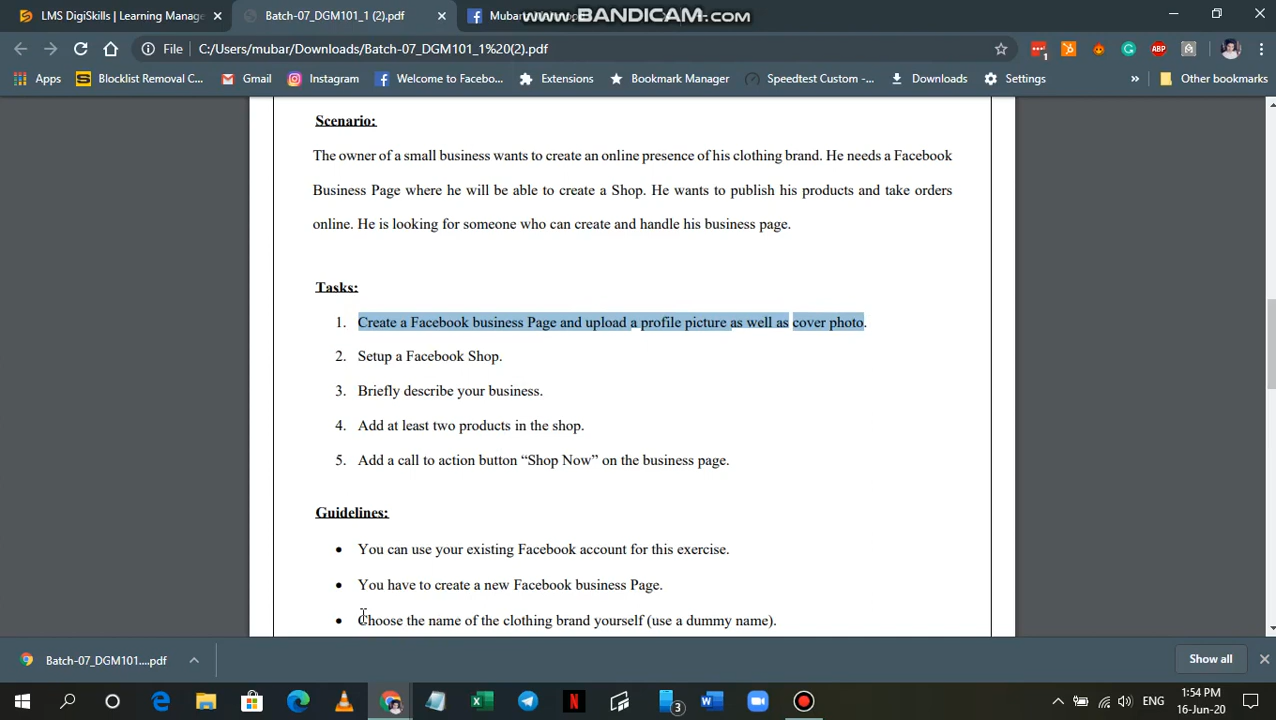 LMS DigiSkills | Learning Manage
Batch-07_DGM101_1 (2).pdf
www.BANDICAM.com
File
C:/Users/mubar/Downloads/Batch-07_DGM101_1%20(2).pdf
1
Apps
Blocklist Removal C...
Gmail
Instagram
Welcome to Facebo...
Extensions
Bookmark Manager
Speedtest Custom -...
Downloads
Settings
»
Other bookmarks
Scenario:
The owner of a small business wants to create an online presence of his clothing brand. He needs a Facebook
Business Page where he will be able to create a Shop. He wants to publish his products and take orders
online. He is looking for someone who can create and handle his business page.
Tasks:
1. Create a Facebook business Page and upload a profile picture as well as cover photo.
2. Setup a Facebook Shop.
3. Briefly describe your business.
4. Add at least two products in the shop.
5. Add a call to action button “Shop Now” on the business page.
Guidelines:
• You can use your existing Facebook account for this exercise.
• You have to create a new Facebook business Page.
• Choose the name of the clothing brand yourself (use a dummy name).
Batch-07_DGM101....pdf
Show all
3
ENG
1:54 PM
16-Jun-20